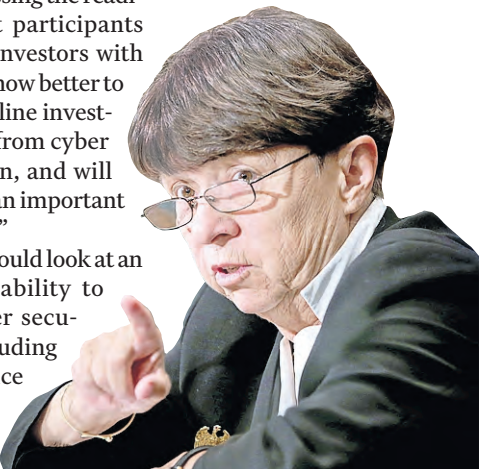 ssing the readi-
t participants
nvestors with
now better to
line invest-
from cyber
n, and will
an important
”
ould look at an
ability to
er secu-
uding
ce